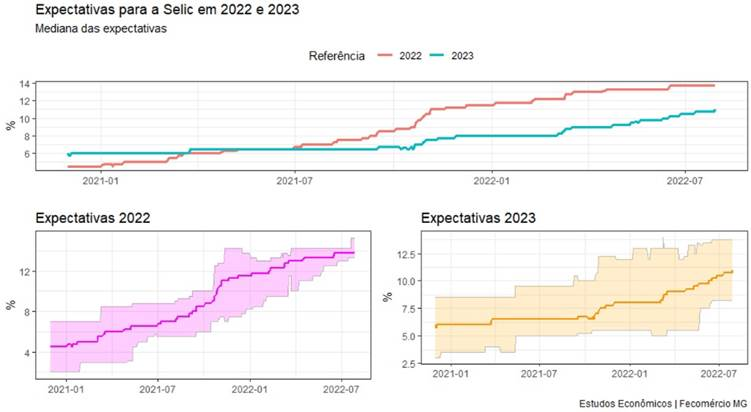 Expectativas para a Selic em 2022 e 2023
Mediana das expectativas
Referência 2022 2023
14
12
10
8
6
%
2021-01 2021-07 2022-01 2022-07
Expectativas 2022
12
8
4
%
2021-01 2021-07 2022-01 2022-07
Expectativas 2023
12.5
10.0
7.5
5.0
2.5
%
2021-01 2021-07 2022-01 2022-07
Estudos Econômicos | Fecomércio MG